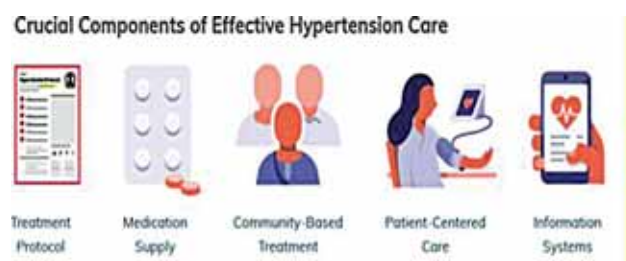 Crucial Components of Effective Hypertension Care
Treatment
Protocol
Medication
Supply
Community-Based
Treatment
Patient-Centered
Care
Information
Systems